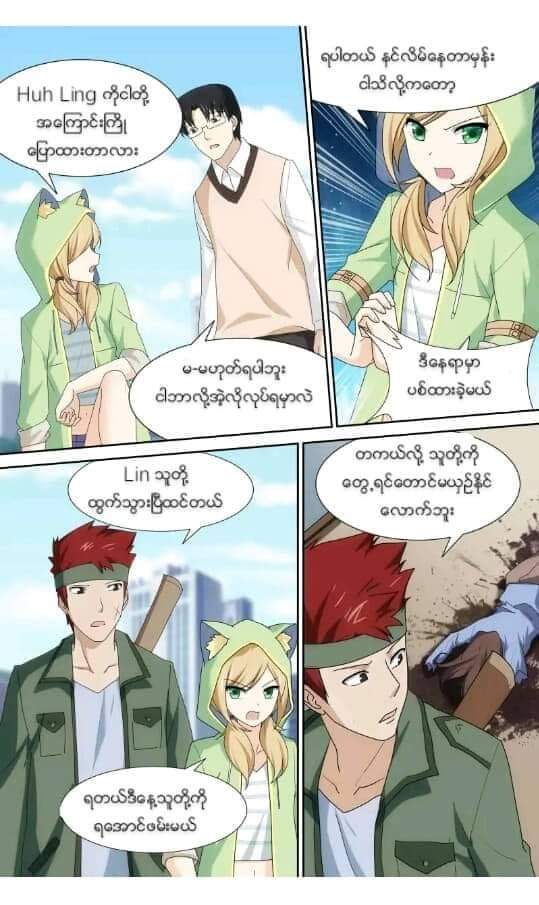 Huh Ling ကိုငါတို့
အကြောင်းကြို
ပြောထားတာလား
ရပါတယ် နင်လိမ်နေတာမှန်း
ငါသိလို့ကတော့
မ-မဟုတ်ရပါဘူး
ငါဘာလို့အဲ့လိုလုပ်ရမှာလဲ
ဒီနေရာမှာ
ပစ်ထားခဲ့မယ်
Lin သူတို့
ထွက်သွားပြီထင်တယ်
တကယ်လို့ သူတို့ကို
တွေ့ရင်တောင်မယှဉ်နိုင်
လောက်ဘူး
ရတယ်ဒီနေ့သူတို့ကို
ရအောင်ဖမ်းမယ်